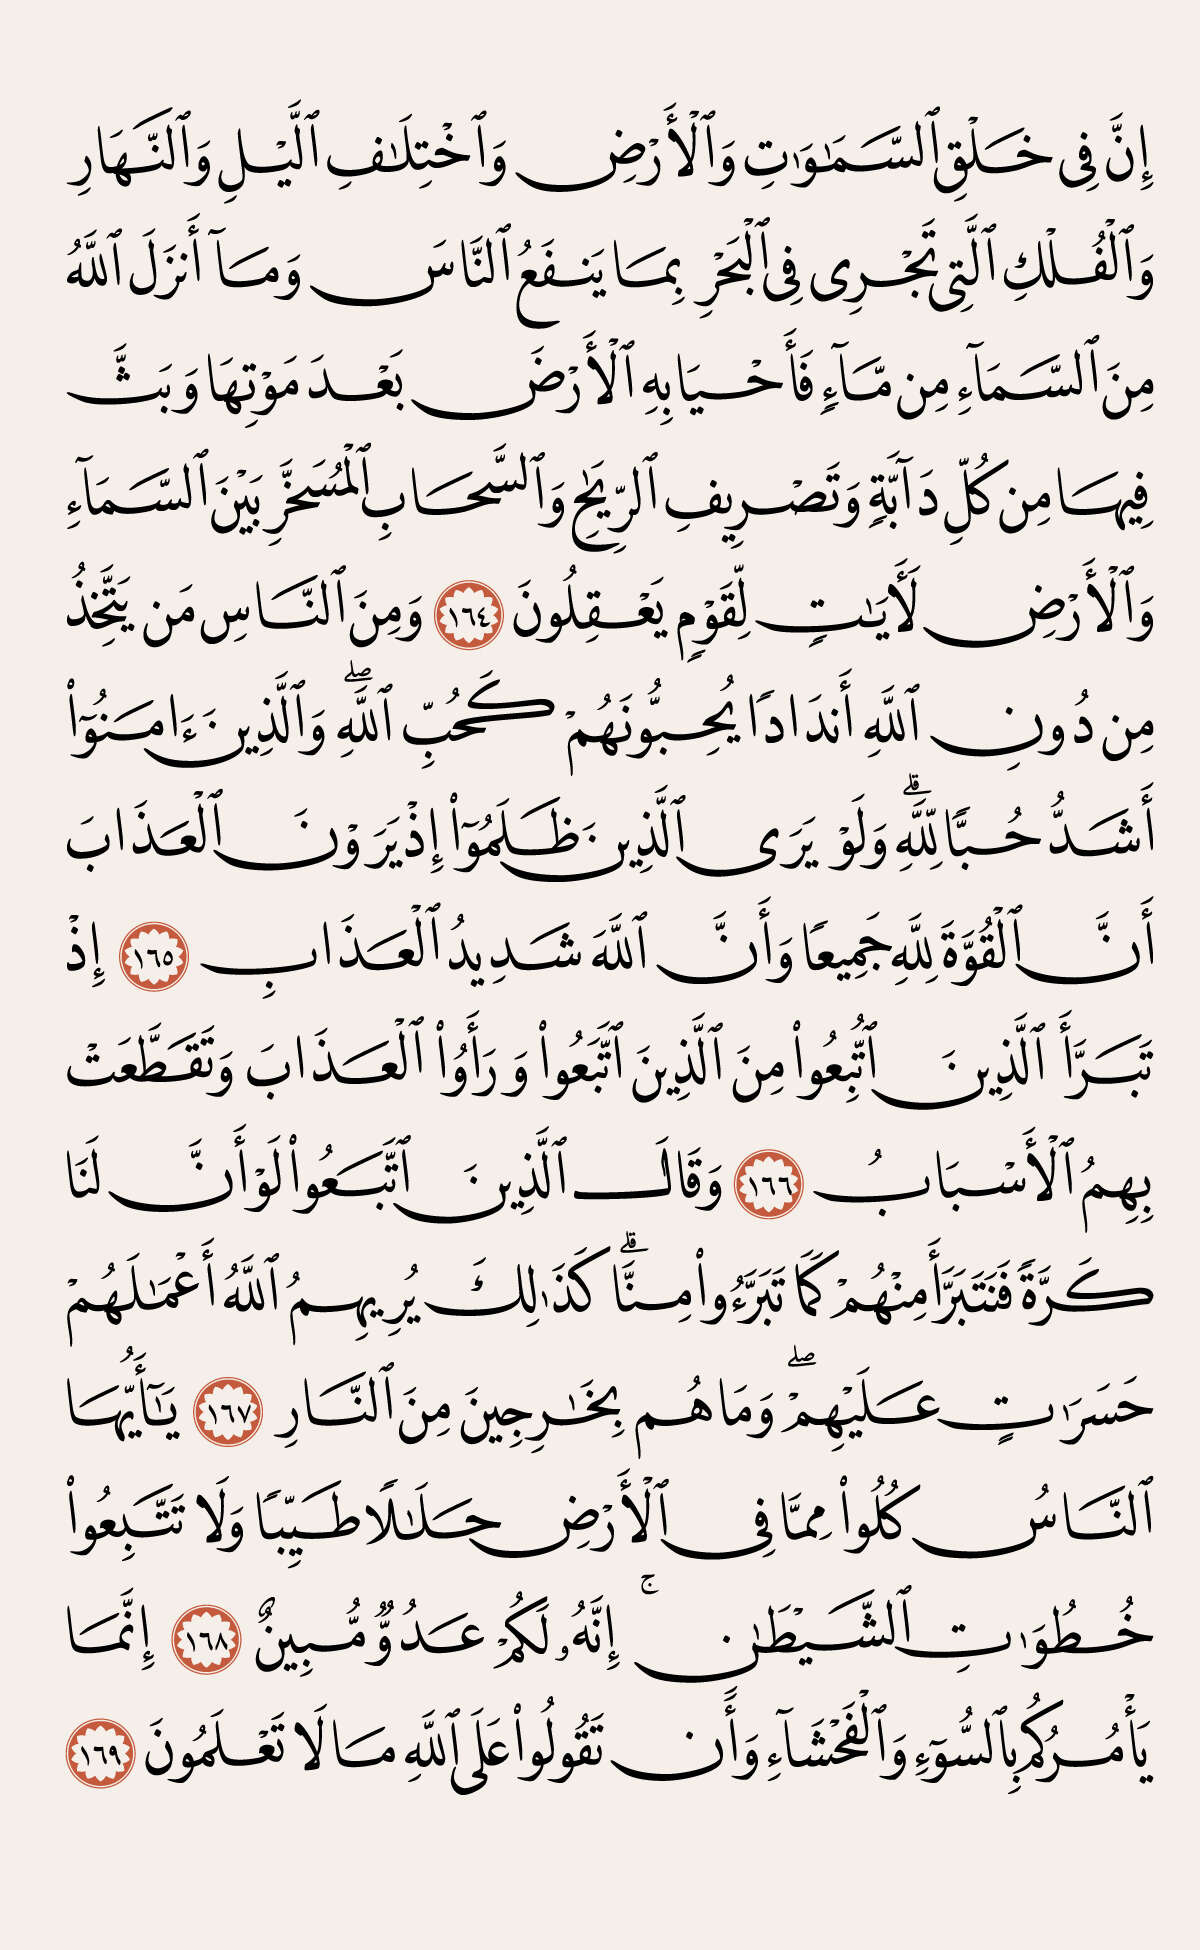 إِنَّ فِى خَلْقِ ٱلسَّمَٰوَٰتِ وَٱلْأَرْضِ وَٱخْتِلَٰفِ ٱلَّيْلِ وَٱلنَّهَارِ
وَٱلْفُلْكِ ٱلَّتِى تَجْرِى فِى ٱلْبَحْرِ بِمَا يَنفَعُ ٱلنَّاسَ وَمَآ أَنزَلَ ٱللَّهُ
مِنَ ٱلسَّمَآءِ مِن مَّآءٍ فَأَحْيَا بِهِ ٱلْأَرْضَ بَعْدَ مَوْتِهَا وَبَثَّ
فِيهَا مِن كُلِّ دَآبَّةٍ وَتَصْرِيفِ ٱلرِّيَٰحِ وَٱلسَّحَابِ ٱلْمُسَخَّرِ بَيْنَ ٱلسَّمَآءِ
وَٱلْأَرْضِ لَءَايَٰتٍ لِّقَوْمٍ يَعْقِلُونَ ١٦٤ وَمِنَ ٱلنَّاسِ مَن يَتَّخِذُ
مِن دُونِ ٱللَّهِ أَندَادًا يُحِبُّونَهُمْ كَحُبِّ ٱللَّهِۖ وَٱلَّذِينَ ءَامَنُوٓا۟
أَشَدُّ حُبًّا لِّلَّهِۗ وَلَوْ يَرَى ٱلَّذِينَ ظَلَمُوٓا۟ إِذْ يَرَوْنَ ٱلْعَذَابَ
أَنَّ ٱلْقُوَّةَ لِلَّهِ جَمِيعًا وَأَنَّ ٱللَّهَ شَدِيدُ ٱلْعَذَابِ ١٦٥ إِذْ
تَبَرَّأَ ٱلَّذِينَ ٱتُّبِعُوا۟ مِنَ ٱلَّذِينَ ٱتَّبَعُوا۟ وَرَأَوُا۟ ٱلْعَذَابَ وَتَقَطَّعَتْ
بِهِمُ ٱلْأَسْبَابُ ١٦٦ وَقَالَ ٱلَّذِينَ ٱتَّبَعُوا۟ لَوْ أَنَّ لَنَا
كَرَّةً فَنَتَبَرَّأَ مِنْهُمْ كَمَا تَبَرَّءُوا۟ مِنَّاۗ كَذَٰلِكَ يُرِيهِمُ ٱللَّهُ أَعْمَٰلَهُمْ
حَسَرَٰتٍ عَلَيْهِمْۖ وَمَا هُم بِخَٰرِجِينَ مِنَ ٱلنَّارِ ١٦٧ يَٰٓأَيُّهَا
ٱلنَّاسُ كُلُوا۟ مِمَّا فِى ٱلْأَرْضِ حَلَٰلًا طَيِّبًا وَلَا تَتَّبِعُوا۟
خُطُوَٰتِ ٱلشَّيْطَٰنِۚ إِنَّهُۥ لَكُمْ عَدُوٌّ مُّبِينٌ ١٦٨ إِنَّمَا
يَأْمُرُكُم بِٱلسُّوٓءِ وَٱلْفَحْشَآءِ وَأَن تَقُولُوا۟ عَلَى ٱللَّهِ مَا لَا تَعْلَمُونَ ١٦٩